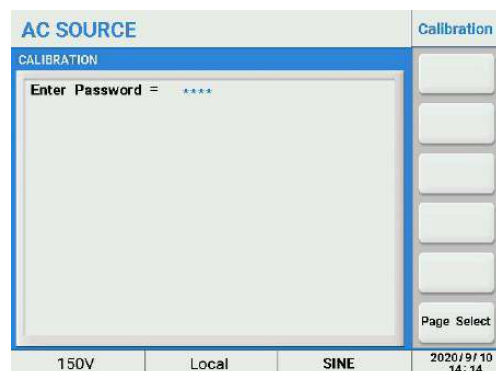 AC SOURCE
Calibration
CALIBRATION
Enter Password = ****
Page Select
150V Local SINE
2020/9/10
14:14